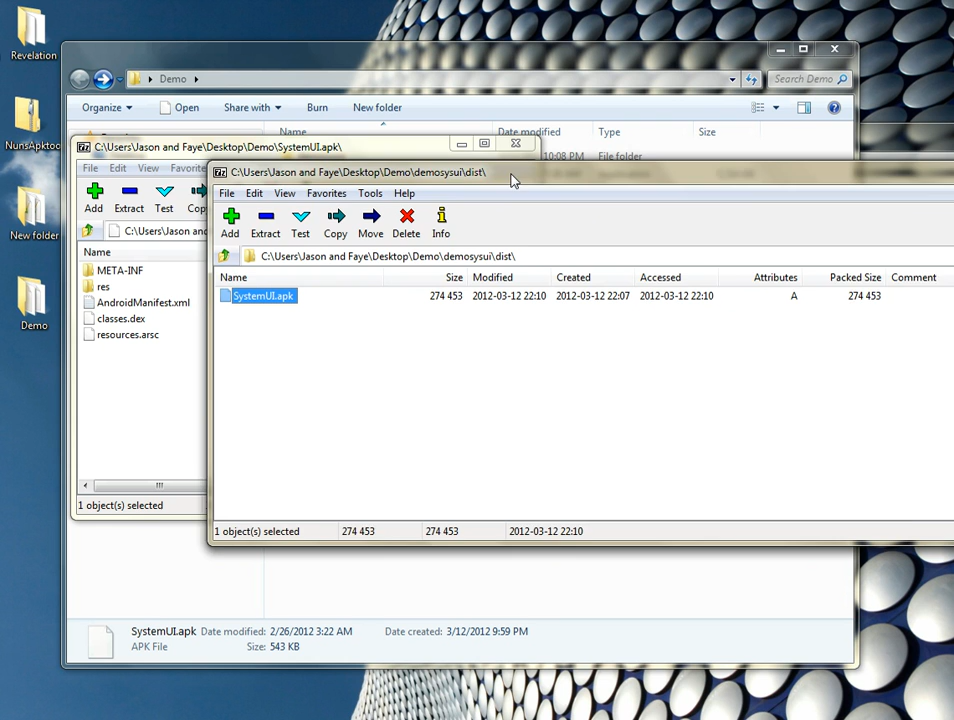 Revelation
NunsApktoo
New folder
Demo
Demo
Search Demo
Organize
Open
Share with
Burn
New folder
Name
Date modified
Type
Size
10:08 PM
File folder
C:\Users\Jason and Faye\Desktop\Demo\SystemUI.apk\
File
Edit
View
Favorite
Add
Extract
Test
Cop
C:\Users\Jason an
Name
META-INF
res
AndroidManifest.xml
classes.dex
resources.arsc
1 object(s) selected
C:\Users\Jason and Faye\Desktop\Demo\demosysui\dist\
File
Edit
View
Favorites
Tools
Help
Add
Extract
Test
Copy
Move
Delete
Info
C:\Users\Jason and Faye\Desktop\Demo\demosysui\dist\
Name
Size
Modified
Created
Accessed
Attributes
Packed Size
Comment
SystemUI.apk
274 453
2012-03-12 22:10
2012-03-12 22:07
2012-03-12 22:10
A
274 453
1 object(s) selected
274 453
274 453
2012-03-12 22:10
SystemUI.apk
Date modified: 2/26/2012 3:22 AM
Date created: 3/12/2012 9:59 PM
APK File
Size: 543 KB